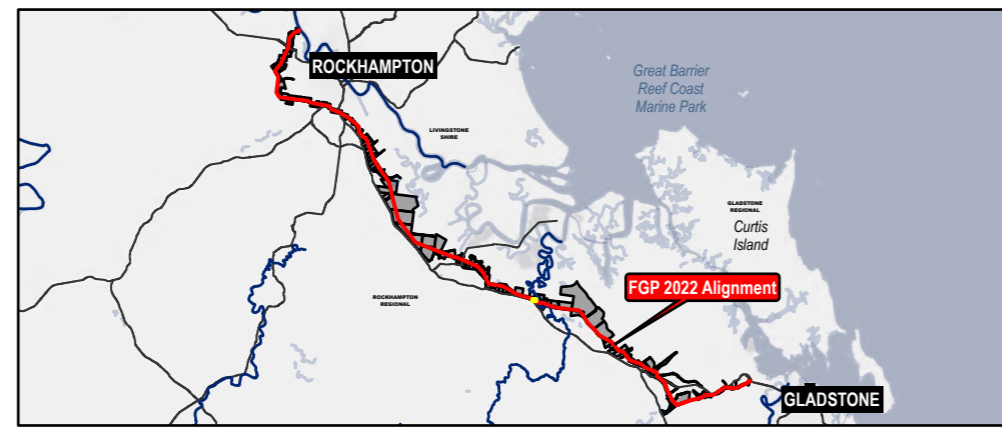 ROCKHAMPTON
Great Barrier
Reef Coast
Marine Park
LIVINGSTONE
SHIRE
GLADSTONE
REGIONAL
Curtis
Island
FGP 2022 Alignment
ROCKHAMPTON
REGIONAL
GLADSTONE